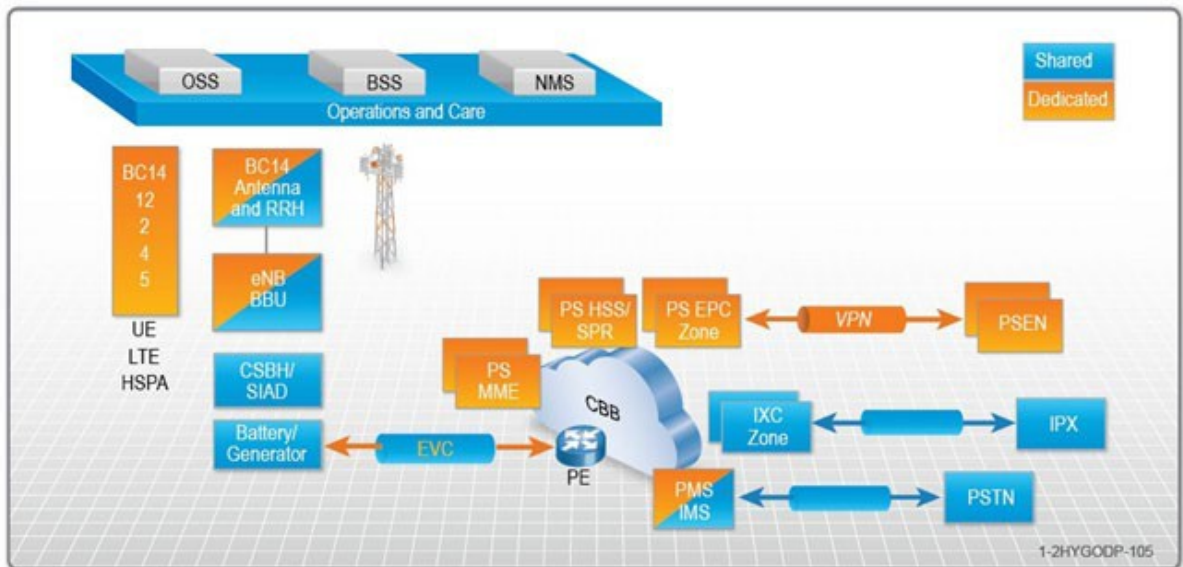 OSS
BSS
NMS
Operations and Care
Shared
Dedicated
BC14
12
2
4
5
UE
LTE
HSPA
BC14
Antenna
and RRH
eNB
BBU
CSBH/
SIAD
Battery/
Generator
EVC
PE
CBB
PS
MME
PS HSS/
SPR
PS EPC
Zone
VPN
PSEN
IXC
Zone
IPX
PMS
IMS
PSTN
1-2HYGODP-105